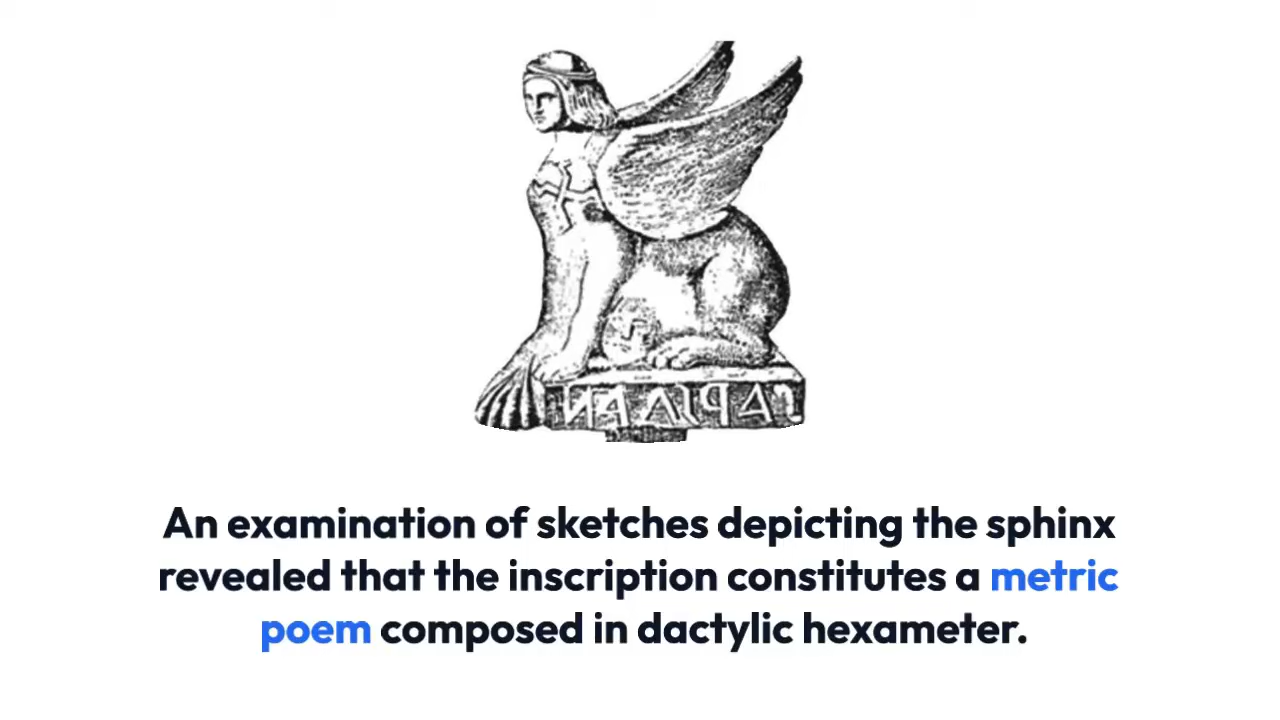 An examination of sketches depicting the sphinx
revealed that the inscription constitutes a metric
poem composed in dactylic hexameter.